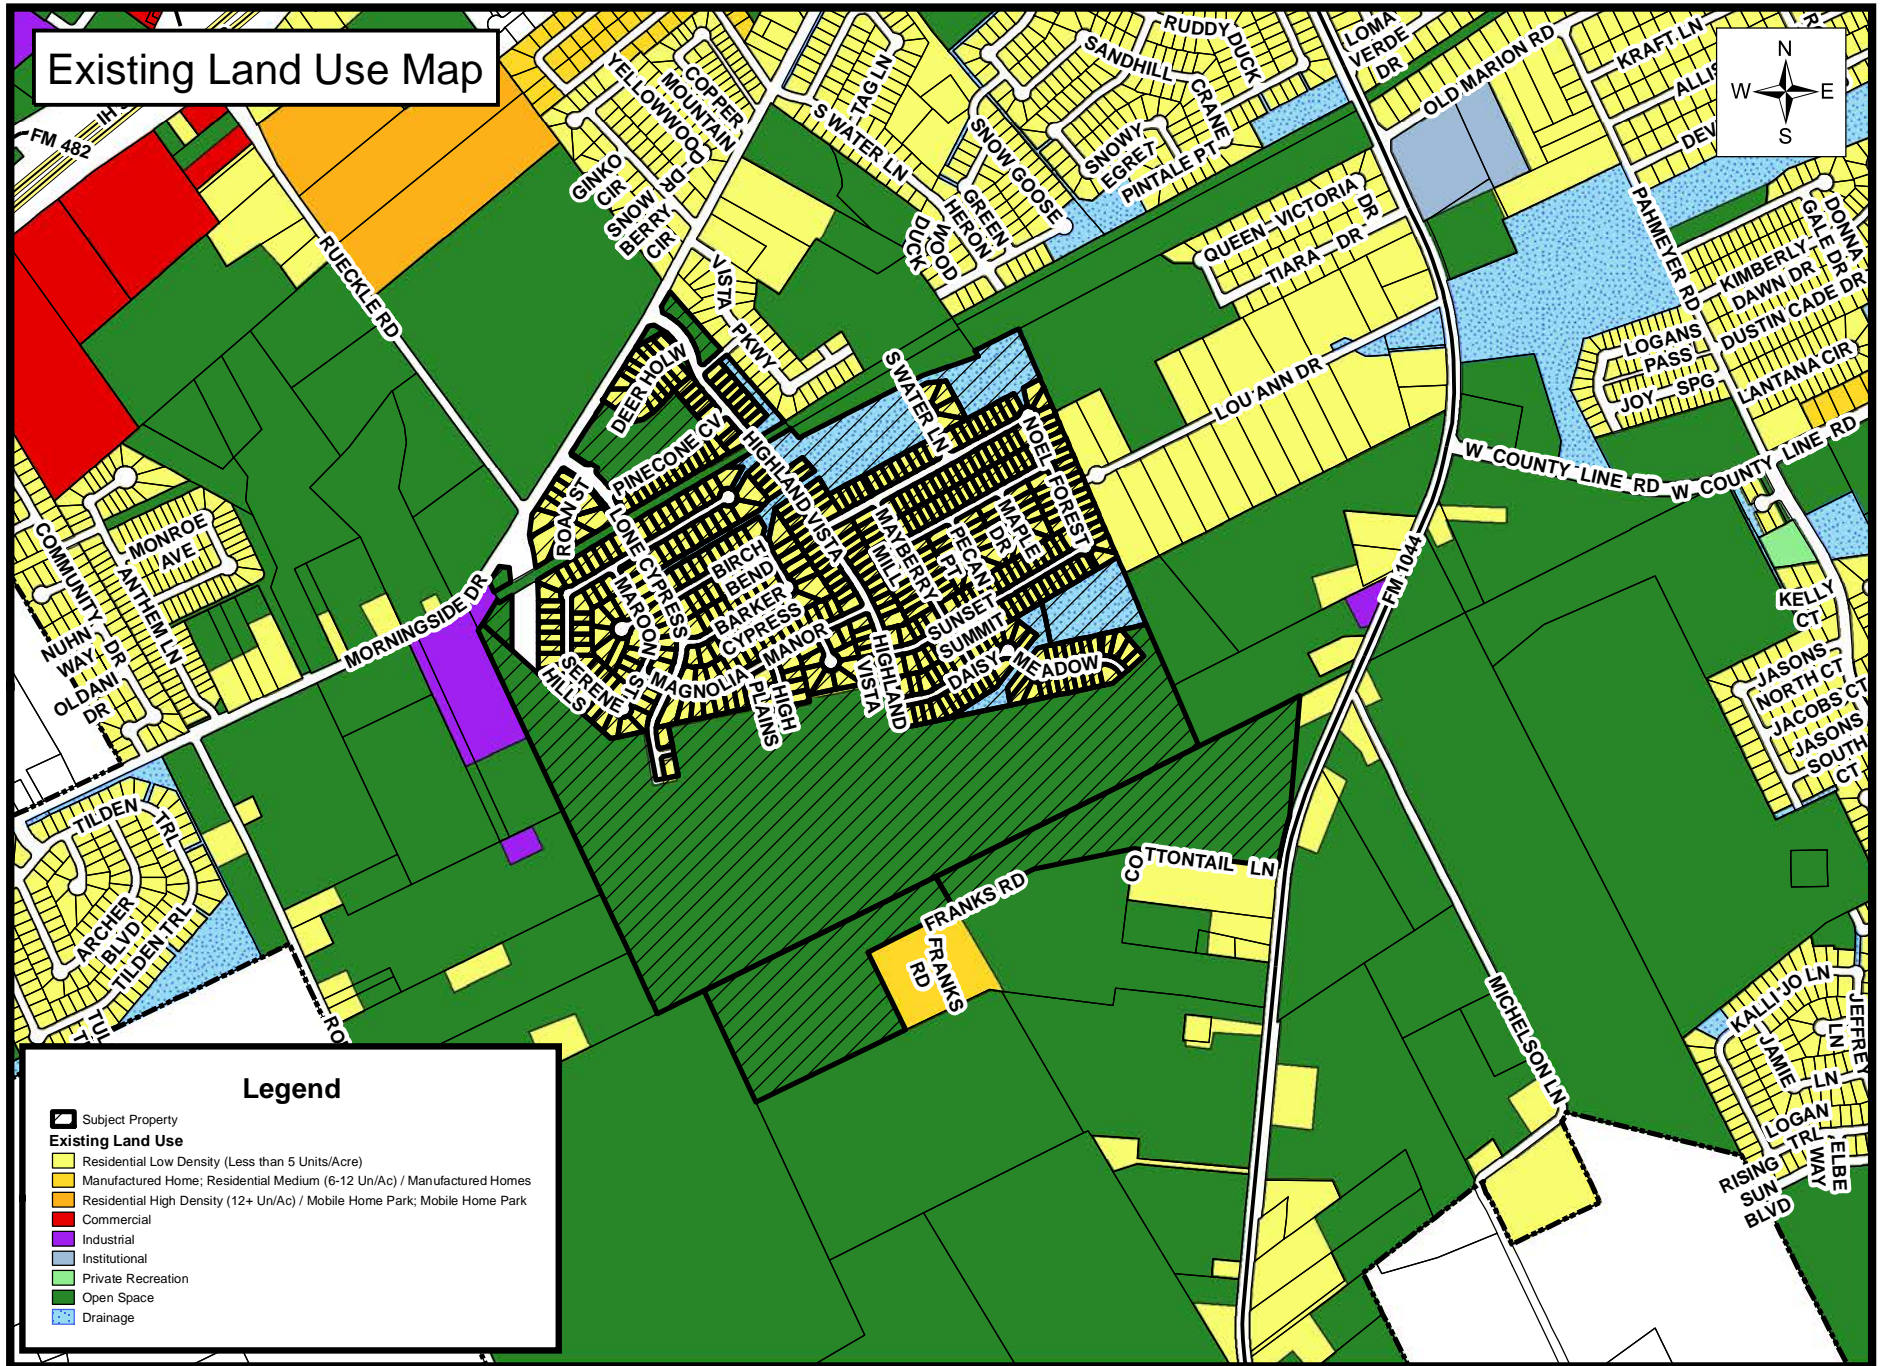 Existing Land Use Map
N
W E
S
FM 482
RUECKLE RD
YELLOWWOOD DR
COPPER
MOUNTAIN
TAG LN
S WATER LN
GINKO
CIR
SNOW
BERY
CIR
VISTA PKWY
RUDDY DUCK
SANDHILL CRANE
SNOW GOOSE
SNOWY
EGRET
PINTALE PT
GREEN
HERON
WOOD
DUCK
LOMA
VERDE
DR
OLD MARION RD
KRAFT LN
PAHMEYER RD
QUEEN VICTORIA
DR
TIARA DR
LOU ANN DR
DONNA
GALE DR
KIMBERLY
DAWN DR
DUSTIN CADE DR
LOGANS
PASS
JOY SPG
LANTANA CIR
W COUNTY LINE RD
W COUNTY LINE RD
FM 1044
DEER HOLW
PINECONE CV
HIGHLAND VISTA
S WATER LN
NOEL FOREST
ROAN ST
LONE CYPRESS
BIRCH
BEND
BARKER
CYPRESS
MAYBERRY
MILL
PECAN
PT
MAPLE
DR
MAROON
ST
MANOR
MAGNOLIA
SERENE
HILLS
HIGH
PLAINS
HIGHLAND
VISTA
SUNSET
SUMMIT
DAISY MEADOW
MORNINGSIDE DR
MONROE
AVE
ANTHEM LN
COMMUNITY
DR
NUHN
WAY
OLDANI
DR
TILDEN TRL
ARCHER
BLVD
TILDEN TRL
KELLY
CT
JASONS
NORTH CT
JACOBS CT
JASONS
SOUTH
CT
COTTONTAIL LN
FRANKS RD
FRANKS
RD
MICHELSON LN
KALLI JO LN
JEFFREY
LN
JAMIE
LN
LOGAN
TRL
ELBE
WAY
RISING
SUN
BLVD
Legend
Subject Property
Existing Land Use
Residential Low Density (Less than 5 Units/Acre)
Manufactured Home; Residential Medium (6-12 Un/Ac) / Manufactured Homes
Residential High Density (12+ Un/Ac) / Mobile Home Park; Mobile Home Park
Commercial
Industrial
Institutional
Private Recreation
Open Space
Drainage